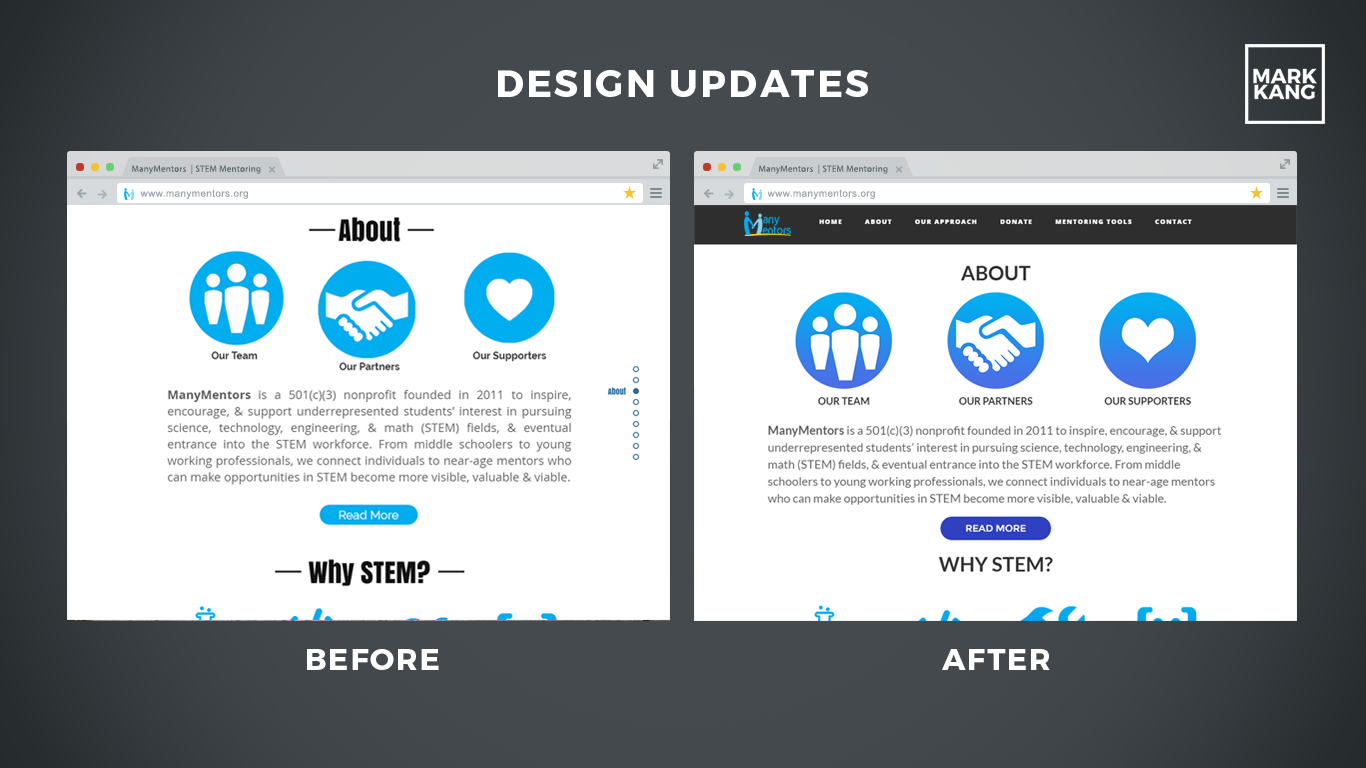 DESIGN UPDATES
MARK
KANG
ManyMentors | STEM Mentoring
www.manymentors.org
About
Our Team
Our Partners
Our Supporters
About
ManyMentors is a 501(c)(3) nonprofit founded in 2011 to inspire,
encourage, & support underrepresented students' interest in pursuing
science, technology, engineering, & math (STEM) fields, & eventual
entrance into the STEM workforce. From middle schoolers to young
working professionals, we connect individuals to near-age mentors who
can make opportunities in STEM become more visible, valuable & viable.
Read More
Why STEM?
BEFORE
ManyMentors | STEM Mentoring
www.manymentors.org
Many
Mentors
HOME ABOUT OUR APPROACH DONATE MENTORING TOOLS CONTACT
ABOUT
OUR TEAM
OUR PARTNERS
OUR SUPPORTERS
ManyMentors is a 501(c)(3) nonprofit founded in 2011 to inspire, encourage, & support
underrepresented students' interest in pursuing science, technology, engineering, &
math (STEM) fields, & eventual entrance into the STEM workforce. From middle
schoolers to young working professionals, we connect individuals to near-age mentors
who can make opportunities in STEM become more visible, valuable & viable.
READ MORE
WHY STEM?
AFTER